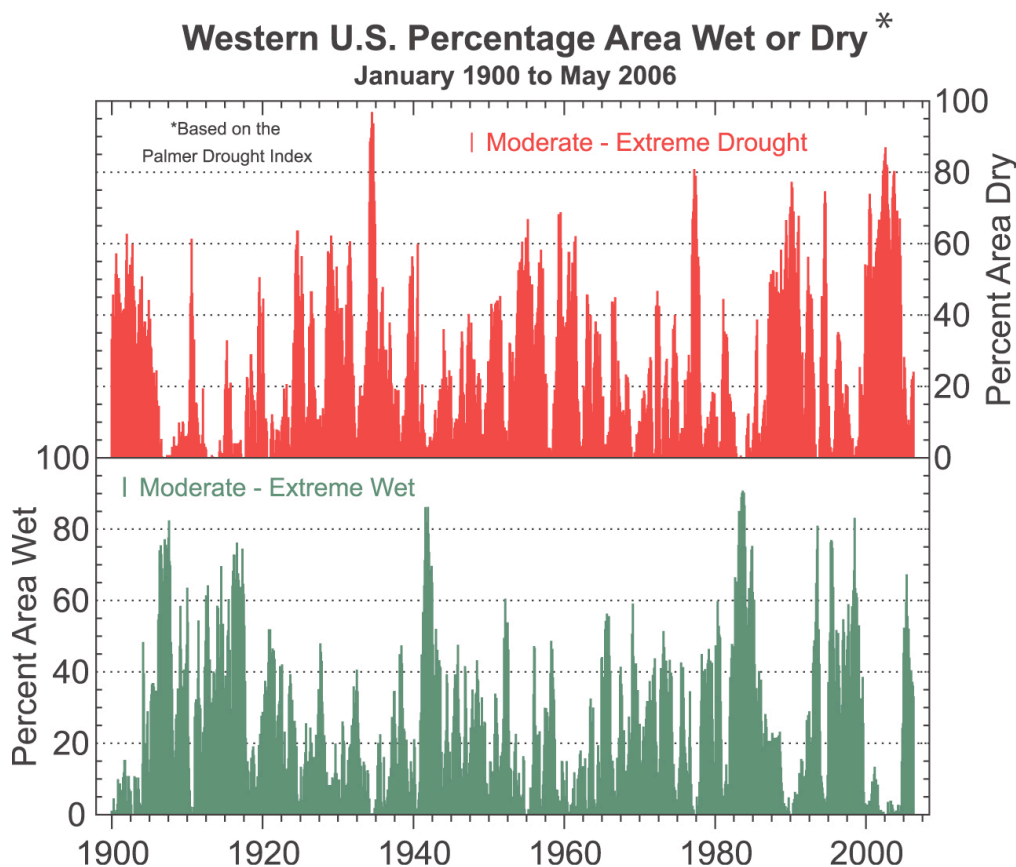 Western U.S. Percentage Area Wet or Dry *
January 1900 to May 2006
*Based on the
Palmer Drought Index
| Moderate - Extreme Drought
100
80
60
40
20
0
Percent Area Dry
| Moderate - Extreme Wet
100
80
60
40
20
0
Percent Area Wet
1900 1920 1940 1960 1980 2000